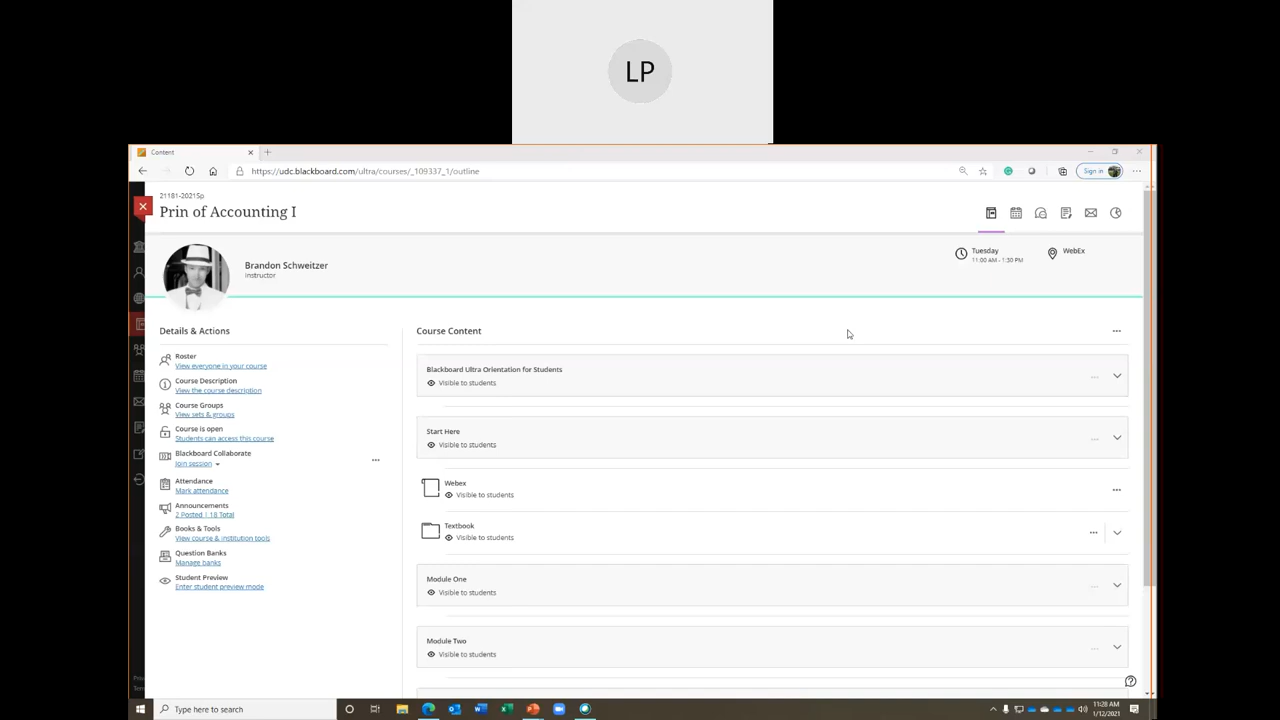 LP
Content
https://udc.blackboard.com/ultra/courses/_109337_1/outline
Sign in
21181-2021Sp
Prin of Accounting I
Brandon Schweitzer
Instructor
Tuesday
11:00 AM - 1:30 PM
WebEx
Details & Actions
Roster
View everyone in your course
Course Description
View the course description
Course Groups
View sets & groups
Course is open
Students can access this course
Blackboard Collaborate
Join session
Attendance
Mark attendance
Announcements
2 Posted | 18 Total
Books & Tools
View course & institution tools
Question Banks
Manage banks
Student Preview
Enter student preview mode
Course Content
Blackboard Ultra Orientation for Students
Visible to students
Start Here
Visible to students
Webex
Visible to students
Textbook
Visible to students
Module One
Visible to students
Module Two
Visible to students
Type here to search
11:28 AM
1/12/2021